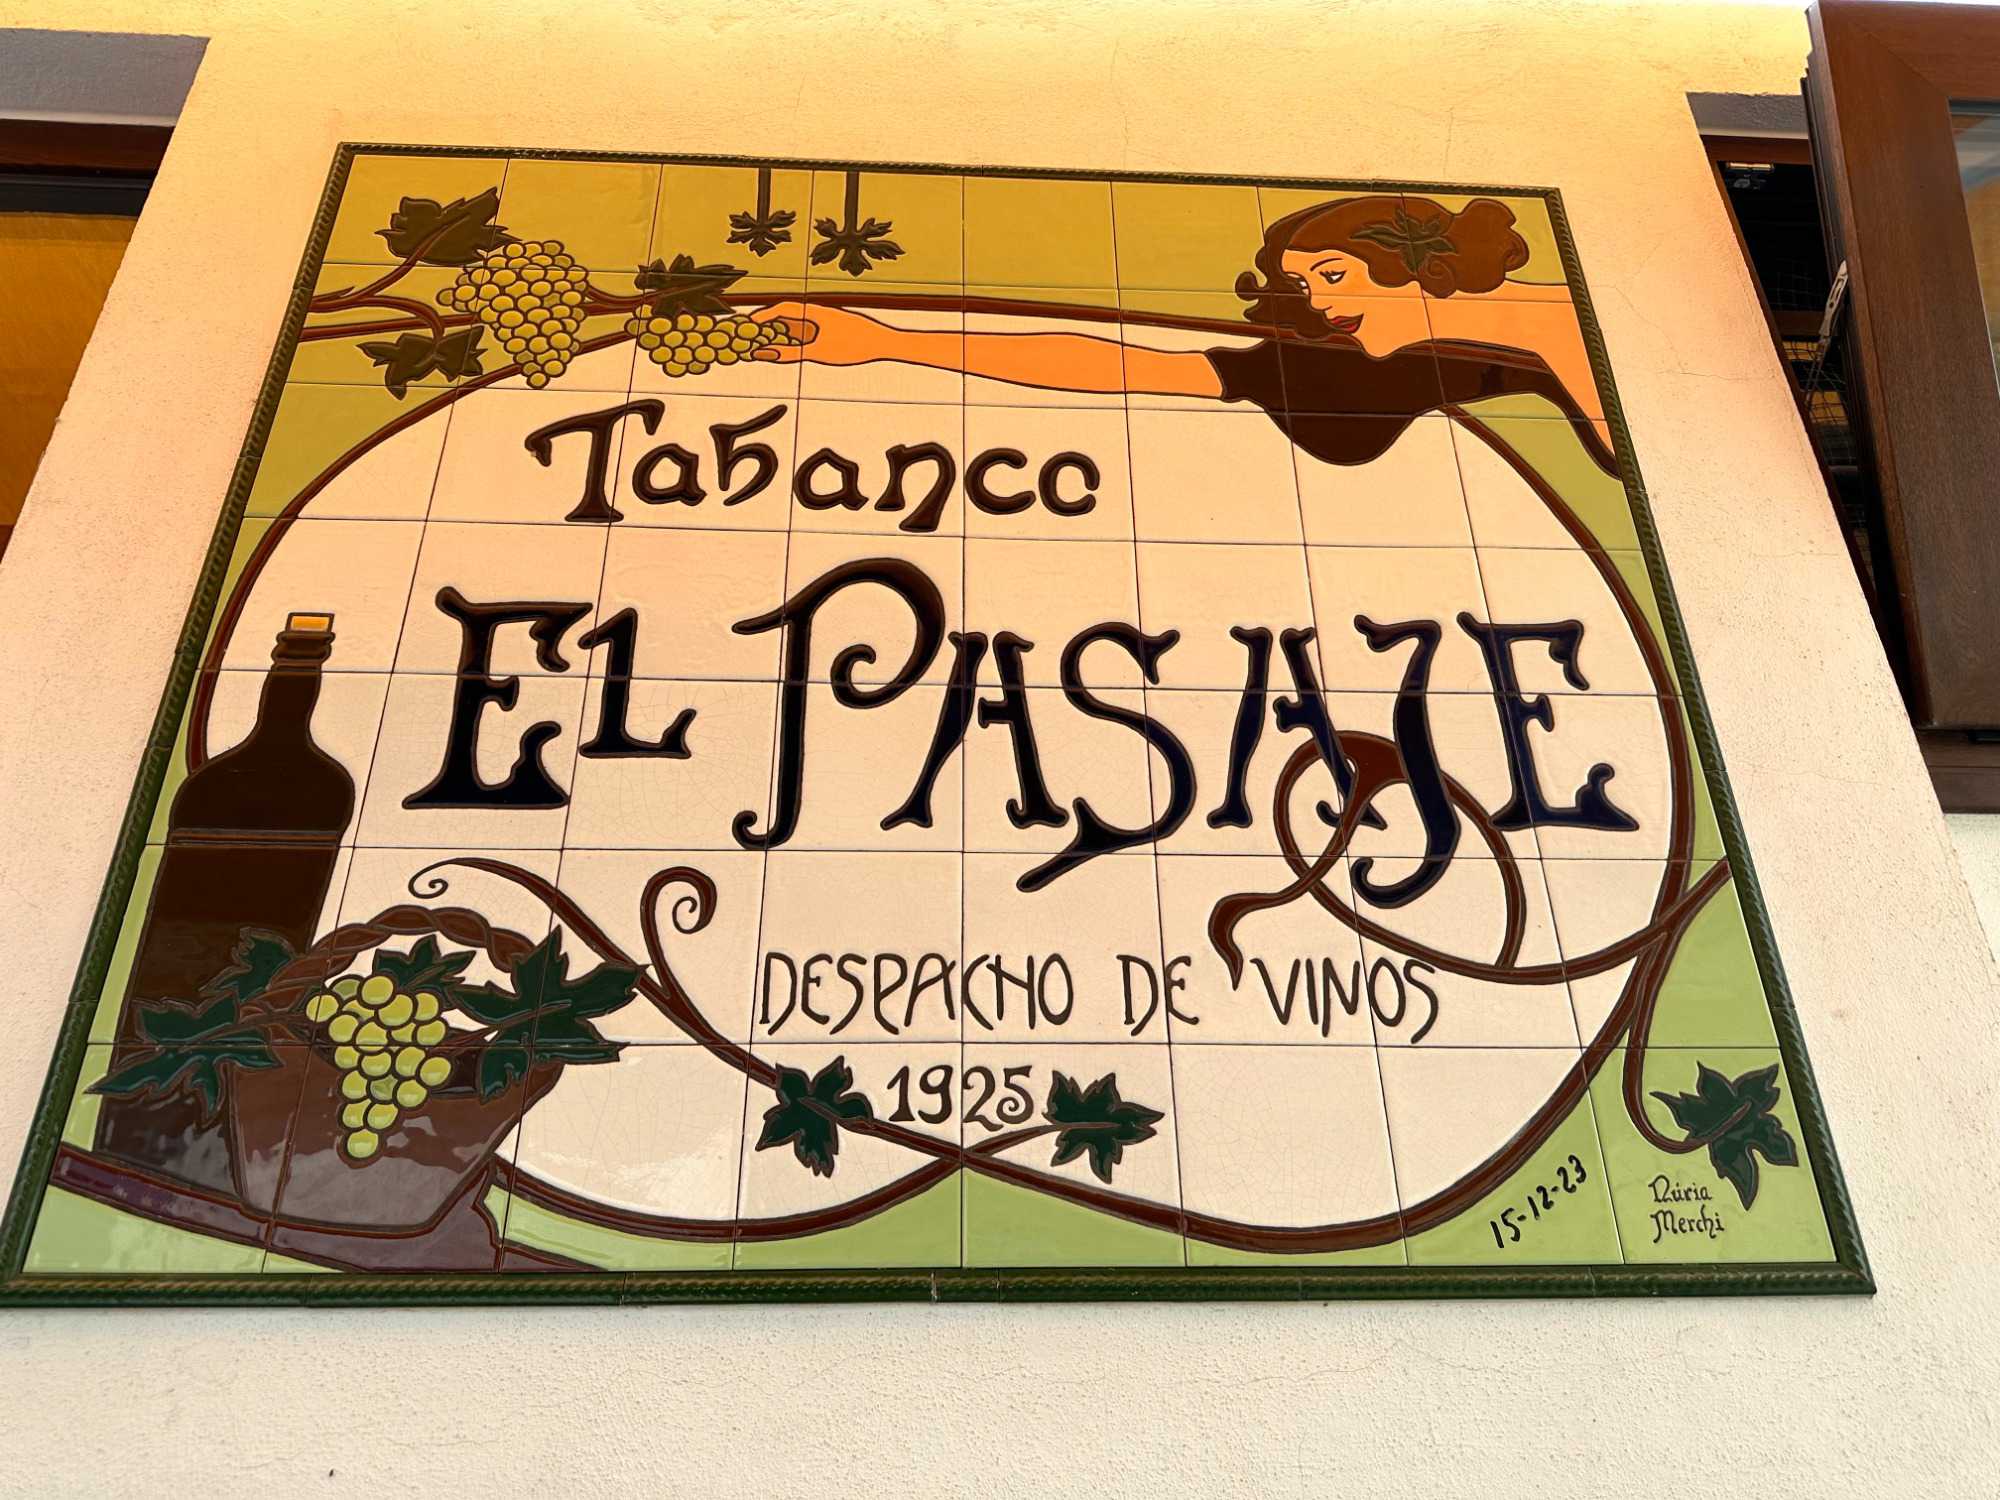 Tabanco
EL PASAJE
DESPACHO DE VINOS
1925
15-12-23
Núria
Merchi